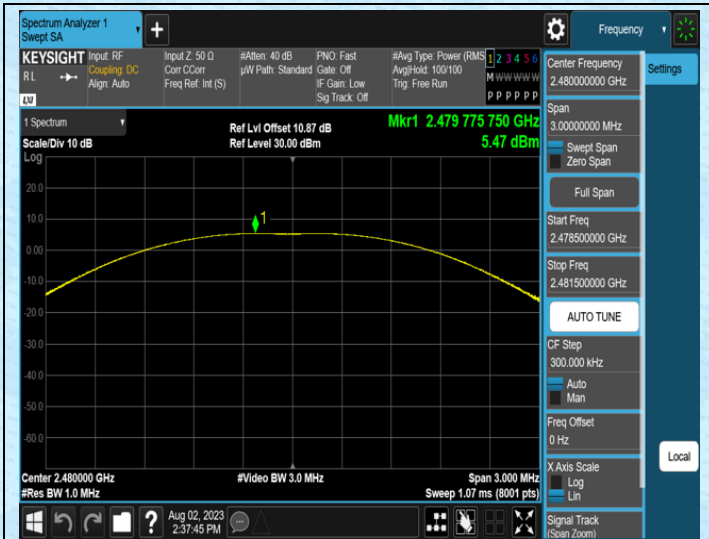 Spectrum Analyzer 1
Swept SA
+
Frequency
KEYSIGHT
RL
LXI
Input: RF
Coupling: DC
Align: Auto
Input Z: 50 Ω
Corr CCorr
Freq Ref: Int (S)
#Atten: 40 dB
µW Path: Standard
PNO: Fast
Gate: Off
IF Gain: Low
Sig Track: Off
#Avg Type: Power (RMS
Avg|Hold: 100/100
Trig: Free Run
1 2 3 4 5 6
M W W W W W
P P P P P P
1 Spectrum
Scale/Div 10 dB
Log
Ref Lvl Offset 10.87 dB
Ref Level 30.00 dBm
Mkr1 2.479 775 750 GHz
5.47 dBm
20.0
10.0
0.00
-10.0
-20.0
-30.0
-40.0
-50.0
-60.0
1
Center 2.480000 GHz
#Res BW 1.0 MHz
#Video BW 3.0 MHz
Span 3.000 MHz
Sweep 1.07 ms (8001 pts)
?
Aug 02, 2023
2:37:45 PM
Center Frequency
2.480000000 GHz
Span
3.00000000 MHz
Swept Span
Zero Span
Full Span
Start Freq
2.478500000 GHz
Stop Freq
2.481500000 GHz
AUTO TUNE
CF Step
300.000 kHz
Auto
Man
Freq Offset
0 Hz
X Axis Scale
Log
Lin
Signal Track
(Span Zoom)
Settings
Local